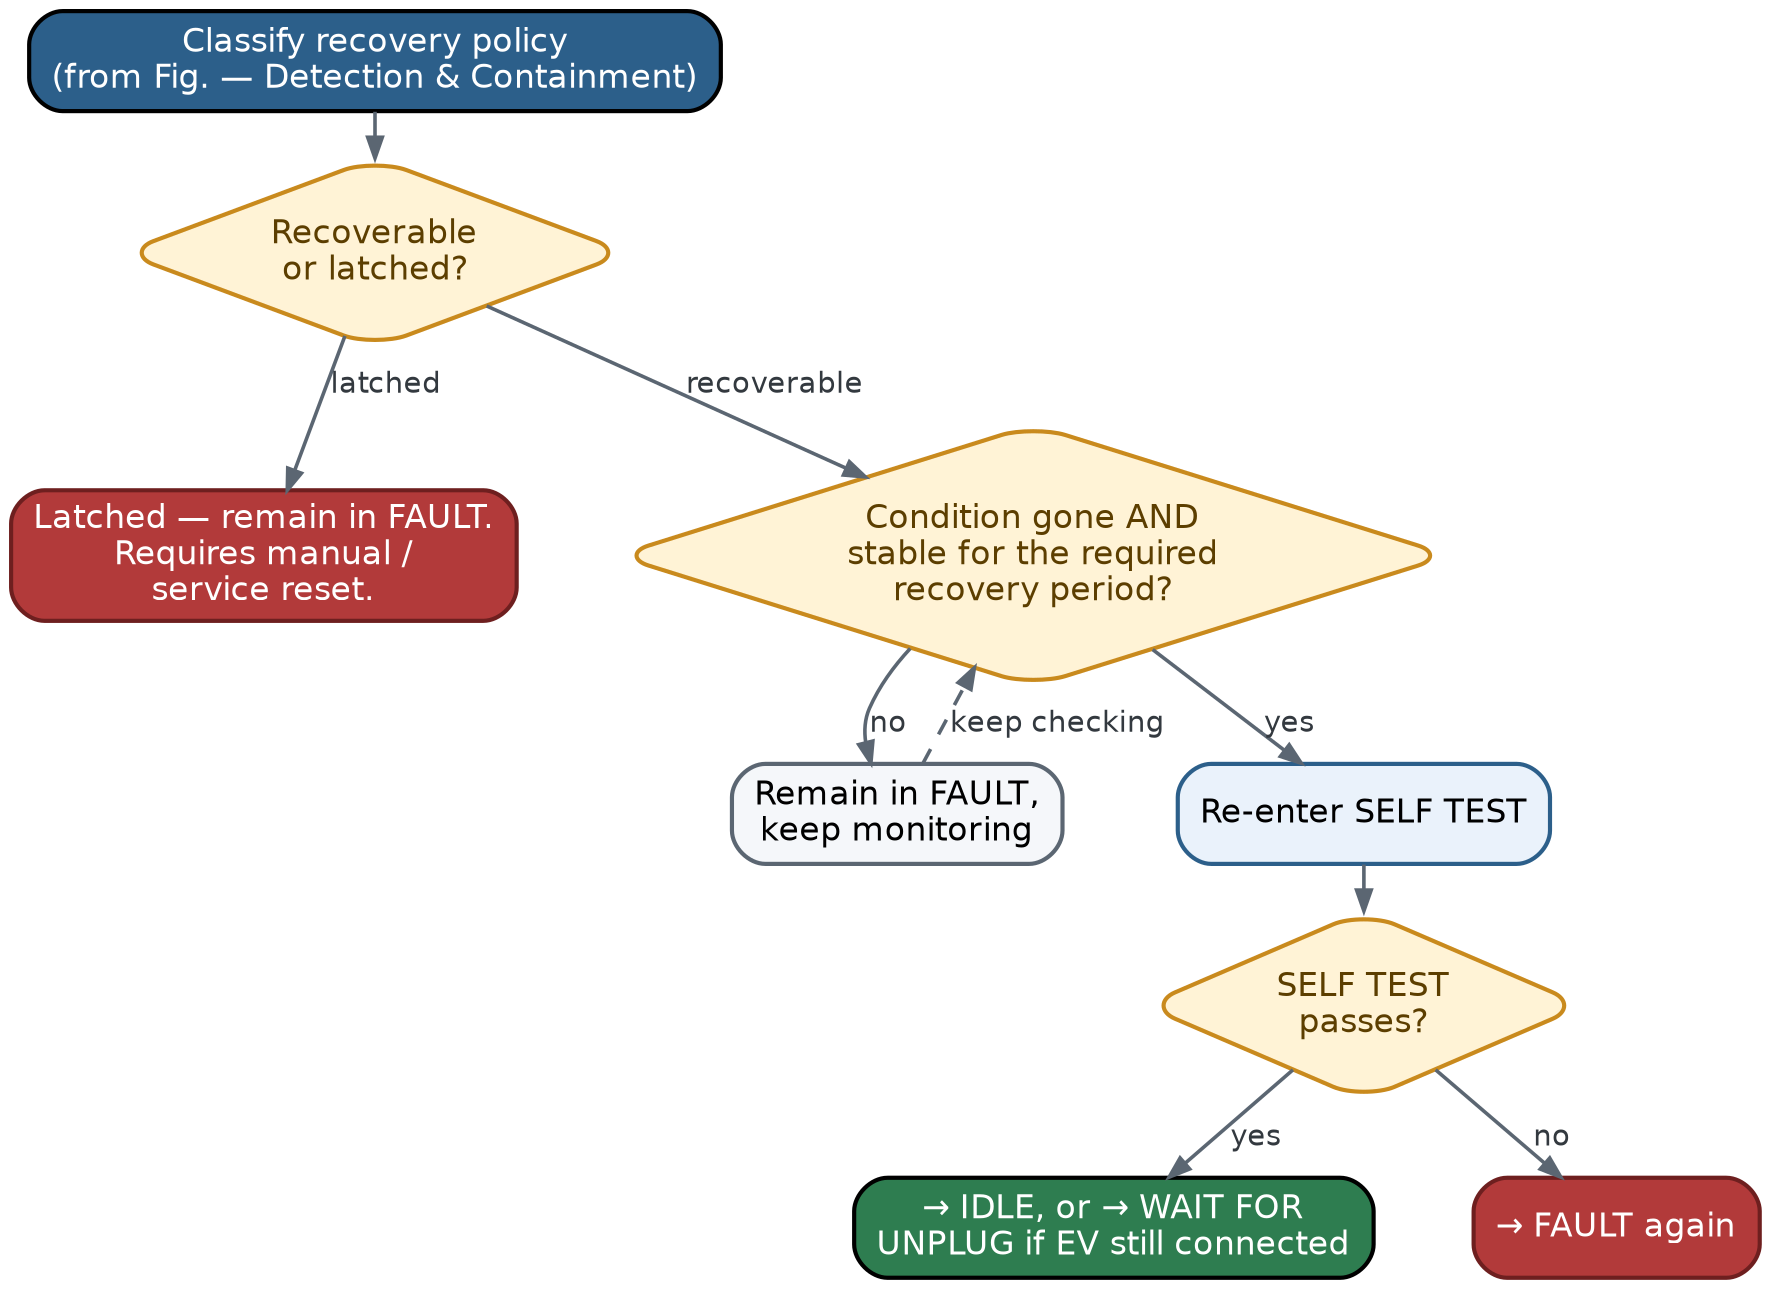 Classify recovery policy
(from Fig. — Detection & Containment)
Recoverable
or latched?
latched
recoverable
Latched — remain in FAULT.
Requires manual /
service reset.
Condition gone AND
stable for the required
recovery period?
no
keep checking
yes
Remain in FAULT,
keep monitoring
Re-enter SELF TEST
SELF TEST
passes?
yes
no
→ IDLE, or → WAIT FOR
UNPLUG if EV still connected
→ FAULT again